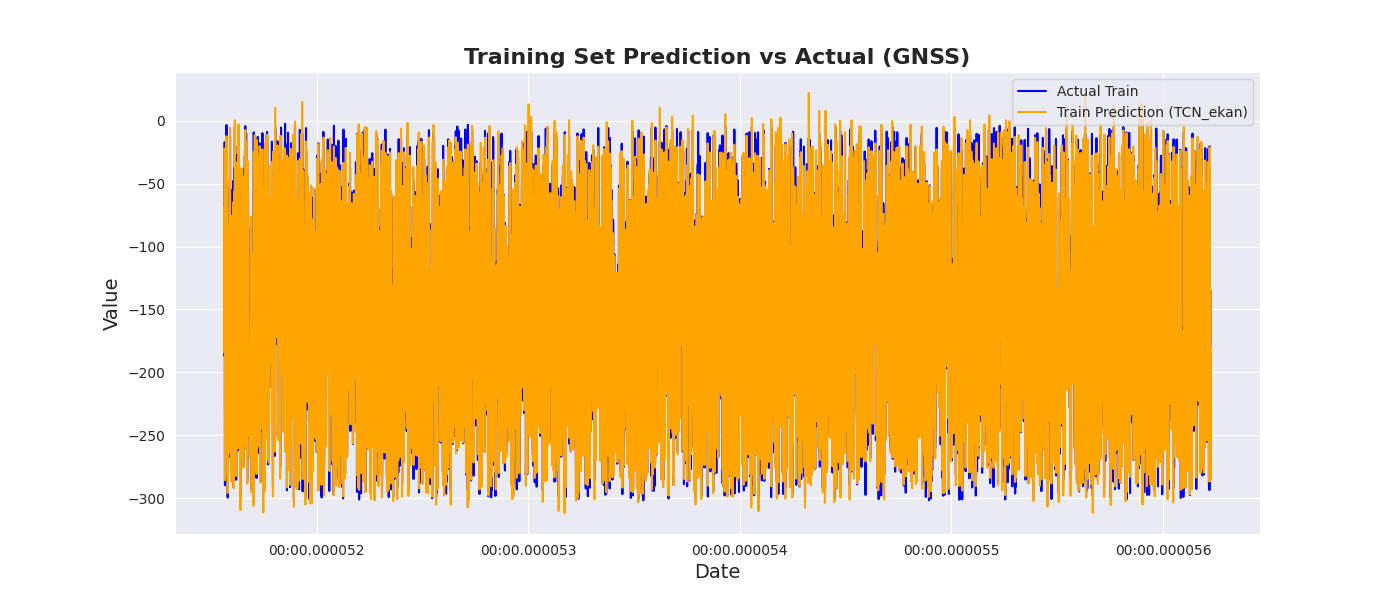 Training Set Prediction vs Actual (GNSS)
Actual Train
Train Prediction (TCN_ekan)
Value
0
−50
−100
−150
−200
−250
−300
00:00.000052
00:00.000053
00:00.000054
00:00.000055
00:00.000056
Date